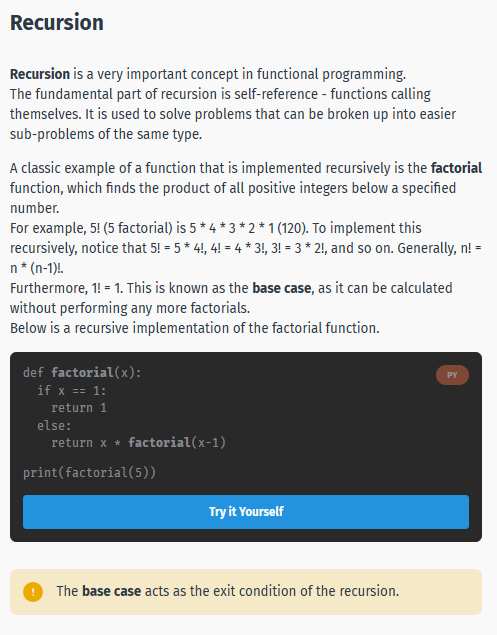 Recursion
Recursion is a very important concept in functional programming.
The fundamental part of recursion is self-reference - functions calling
themselves. It is used to solve problems that can be broken up into easier
sub-problems of the same type.
A classic example of a function that is implemented recursively is the factorial
function, which finds the product of all positive integers below a specified
number.
For example, 5! (5 factorial) is 5 * 4 * 3 * 2 * 1 (120). To implement this
recursively, notice that 5! = 5 * 4!, 4! = 4 * 3!, 3! = 3 * 2!, and so on. Generally, n! =
n * (n-1)!.
Furthermore, 1! = 1. This is known as the base case, as it can be calculated
without performing any more factorials.
Below is a recursive implementation of the factorial function.
def factorial(x):
PY
  if x == 1:
    return 1
  else:
    return x * factorial(x-1)
print(factorial(5))
Try it Yourself
! The base case acts as the exit condition of the recursion.